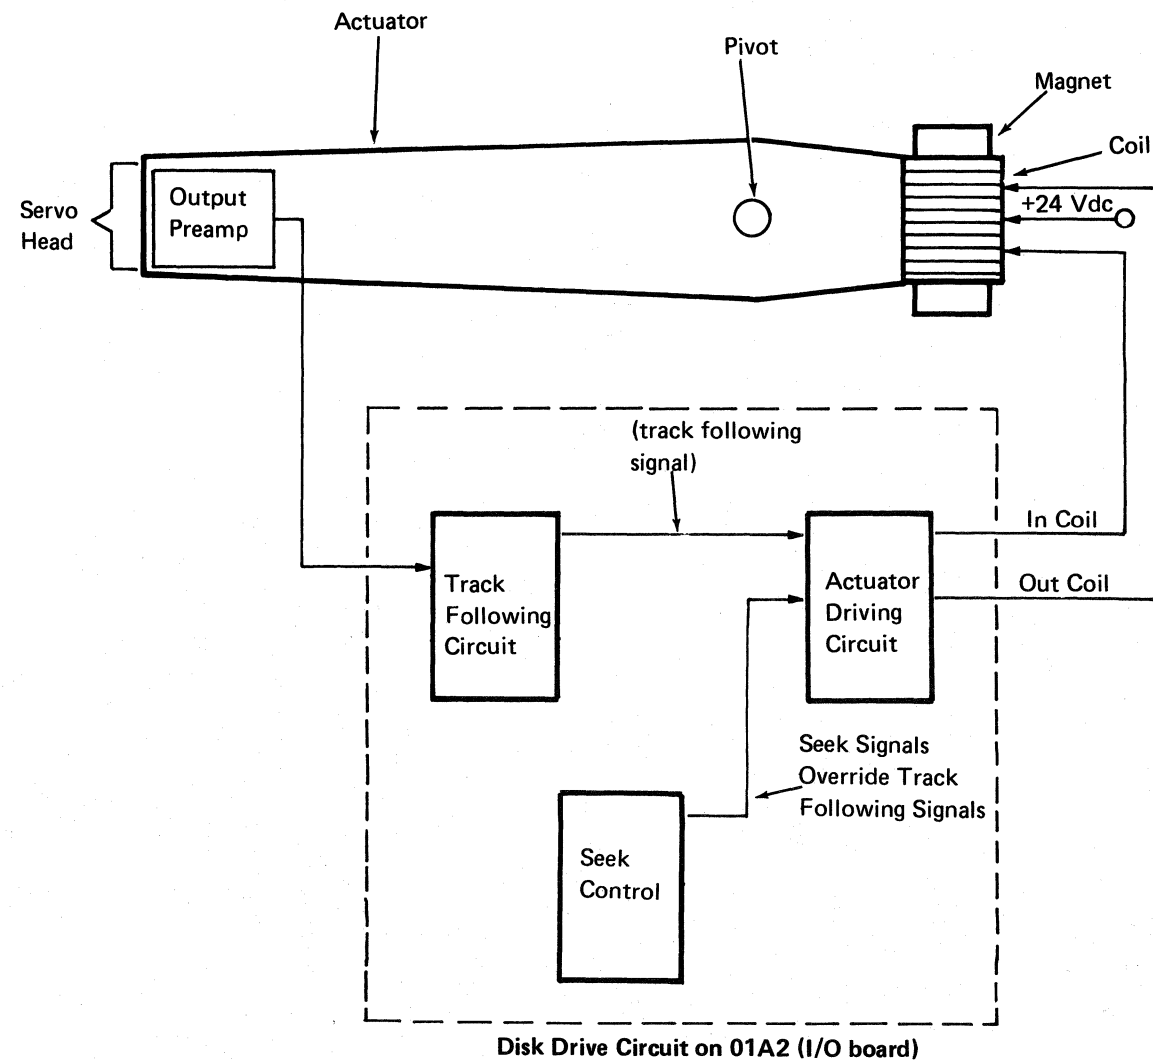 Actuator
Pivot
Magnet
Coil
+24 Vdc
Output
Preamp
Servo
Head
(track following
signal)
In Coil
Out Coil
Track
Following
Circuit
Actuator
Driving
Circuit
Seek Signals
Override Track
Following Signals
Seek
Control
Disk Drive Circuit on 01A2 (I/O board)